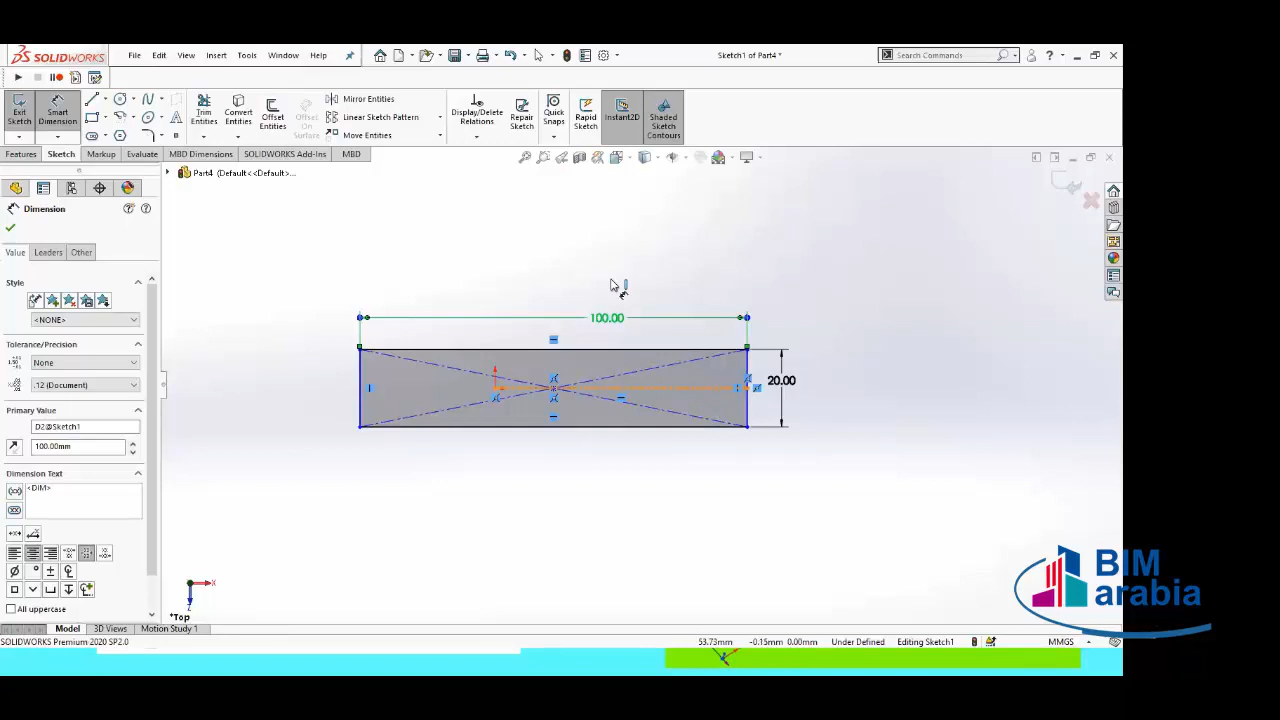 SOLIDWORKS
File
Edit
View
Insert
Tools
Window
Help
Sketch1 of Part4 *
Search Commands
?
Exit Sketch
Smart Dimension
Trim Entities
Convert Entities
Offset Entities
Offset On Surface
Mirror Entities
Linear Sketch Pattern
Move Entities
Display/Delete Relations
Repair Sketch
Quick Snaps
Rapid Sketch
Instant2D
Shaded Sketch Contours
Features
Sketch
Markup
Evaluate
MBD Dimensions
SOLIDWORKS Add-Ins
MBD
Part4 (Default<<Default>...
Dimension
Value
Leaders
Other
Style
<NONE>
Tolerance/Precision
None
.12 (Document)
Primary Value
D2@Sketch1
100.00mm
Dimension Text
<DIM>
All uppercase
100.00
20.00
X
Z
*Top
BIM
arabia
Model
3D Views
Motion Study 1
SOLIDWORKS Premium 2020 SP2.0
53.73mm
-0.15mm
0.00mm
Under Defined
Editing Sketch1
MMGS